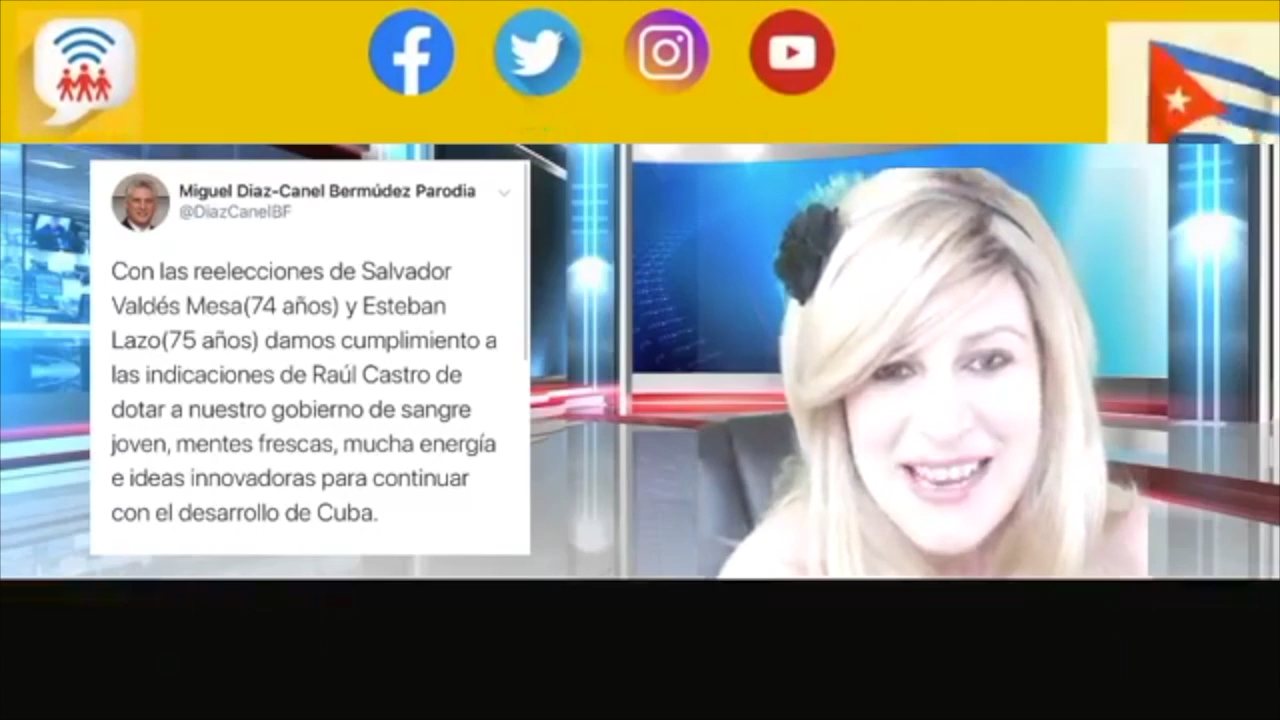 Miguel Diaz-Canel Bermúdez Parodia
@DiazCanelBF
Con las reelecciones de Salvador
Valdés Mesa(74 años) y Esteban
Lazo(75 años) damos cumplimiento a
las indicaciones de Raúl Castro de
dotar a nuestro gobierno de sangre
joven, mentes frescas, mucha energía
e ideas innovadoras para continuar
con el desarrollo de Cuba.